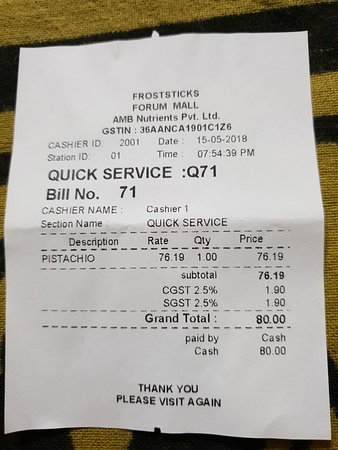 FROSTSTICKS
FORUM MALL
AMB Nutrients Pvt. Ltd.
GSTIN : 36AANCA1901C1Z6
CASHIER ID. 2001 Date : 15-05-2018
Station ID: 01 Time : 07:54:39 PM
QUICK SERVICE :Q71
Bill No. 71
CASHIER NAME : Cashier 1
Section Name : QUICK SERVICE
Description Rate Qty Price
PISTACHIO 76.19 1.00 76.19
subtotal 76.19
CGST 2.5% 1.90
SGST 2.5% 1.90
Grand Total : 80.00
paid by Cash
Cash 80.00
THANK YOU
PLEASE VISIT AGAIN